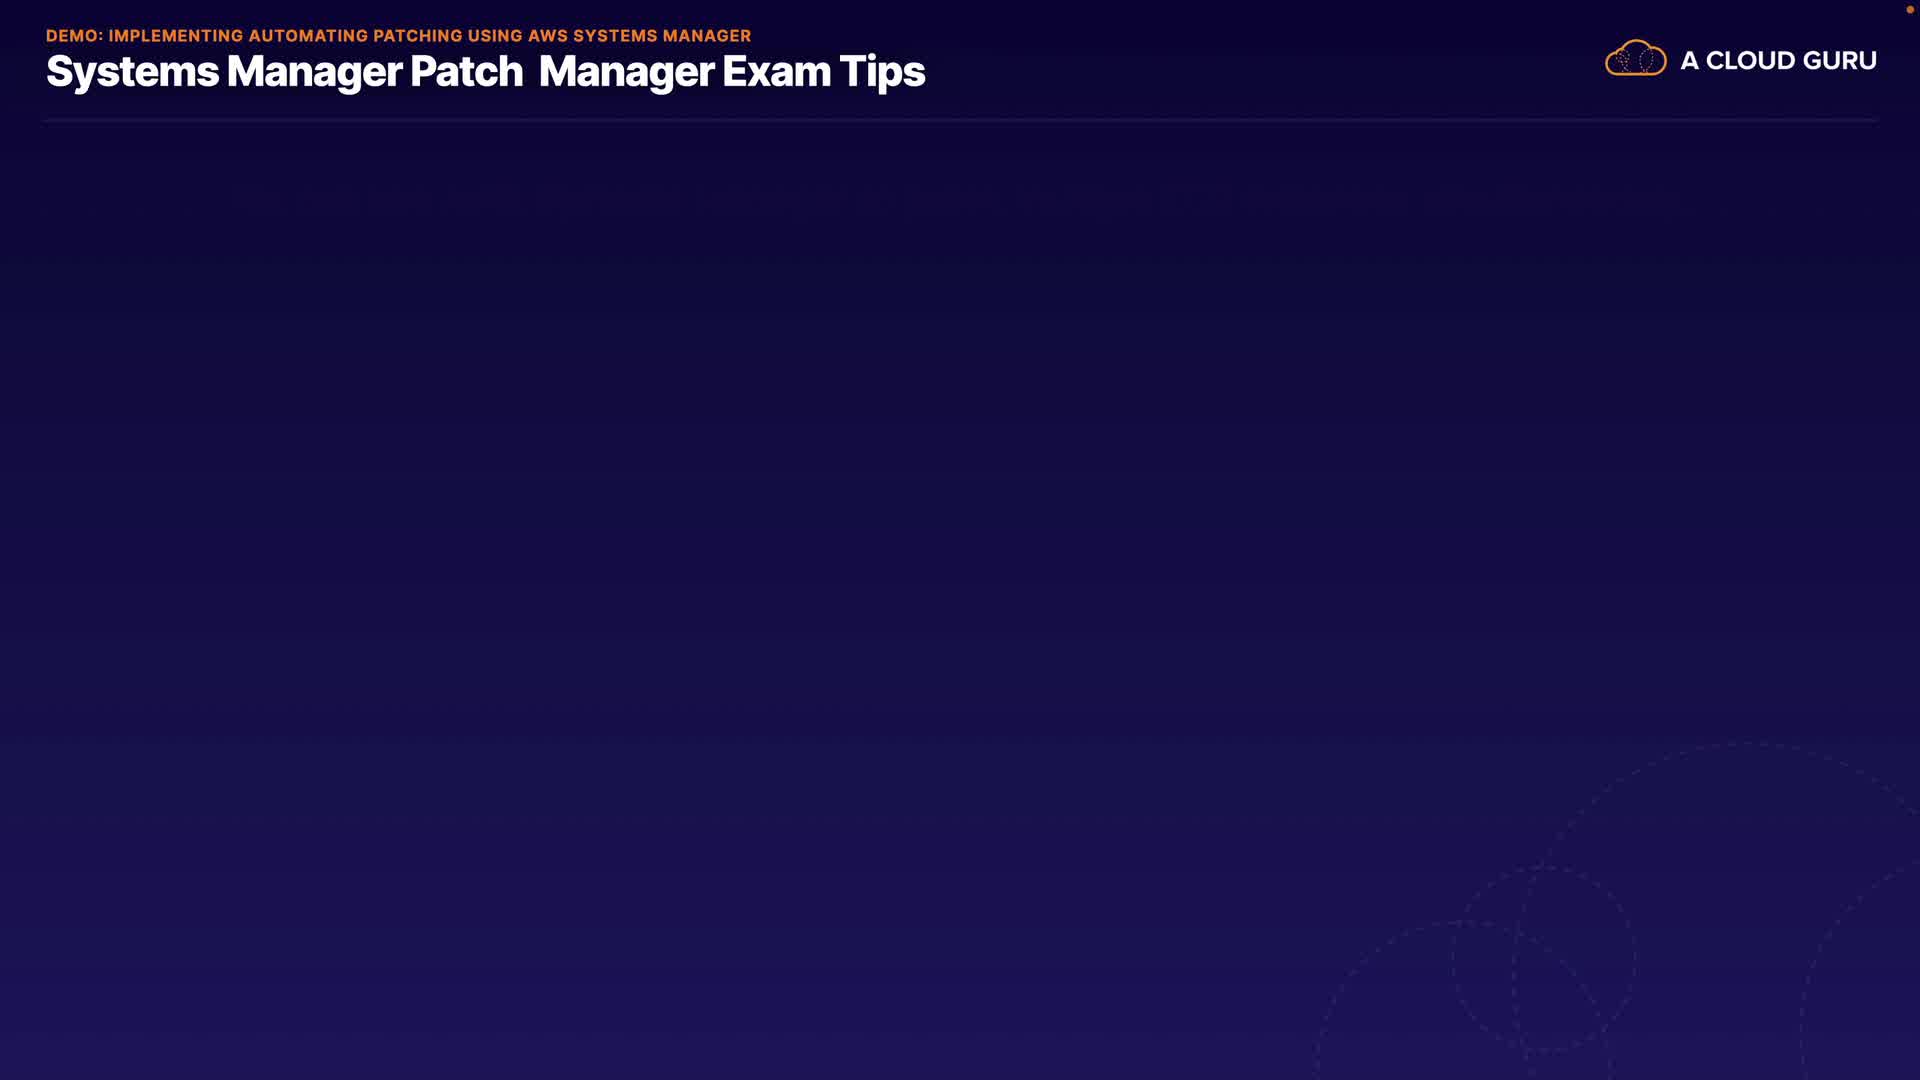 DEMO: IMPLEMENTING AUTOMATING PATCHING USING AWS SYSTEMS MANAGER
Systems Manager Patch  Manager Exam Tips
A CLOUD GURU